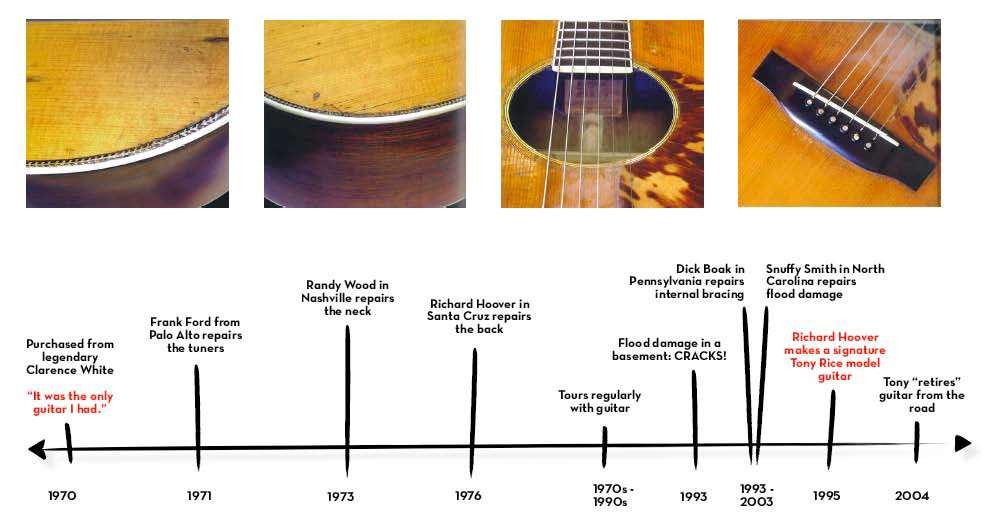 Purchased from
legendary
Clarence White
“It was the only
guitar I had.”
1970
Frank Ford from
Palo Alto repairs
the tuners
1971
Randy Wood in
Nashville repairs
the neck
1973
Richard Hoover in
Santa Cruz repairs
the back
1976
Tours regularly
with guitar
1970s -
1990s
Flood damage in a
basement: CRACKS!
1993
Dick Boak in
Pennsylvania repairs
internal bracing
Snuffy Smith in North
Carolina repairs
flood damage
1993 -
2003
Richard Hoover
makes a signature
Tony Rice model
guitar
1995
Tony “retires”
guitar from the
road
2004